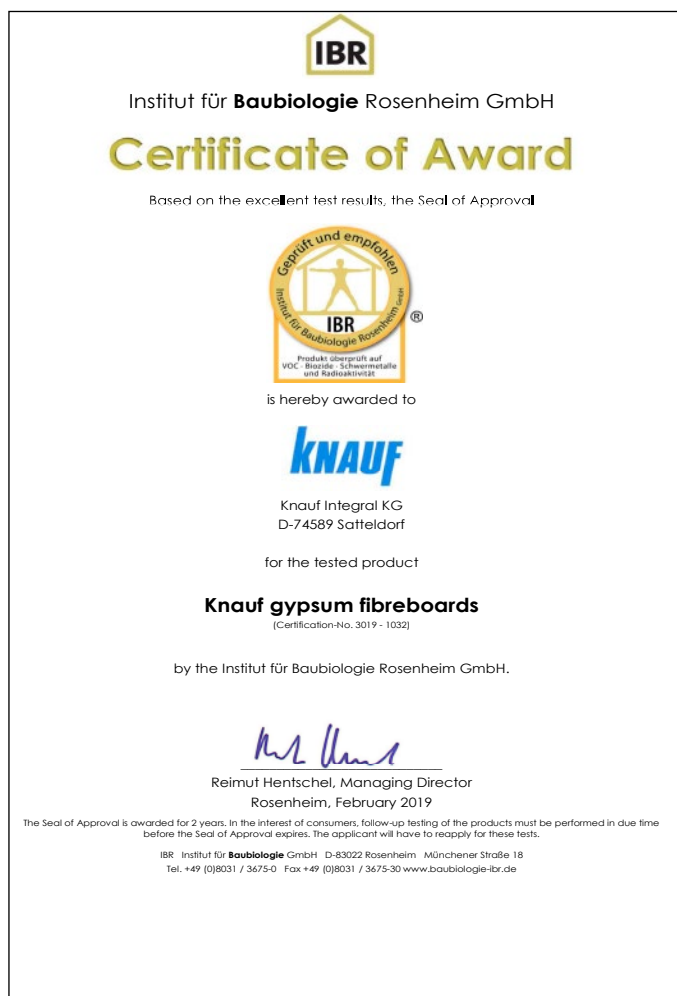 IBR
Institut für Baubiologie Rosenheim GmbH
Certificate of Award
Based on the excellent test results, the Seal of Approval
Geprüft und empfohlen
IBR
Institut für Baubiologie Rosenheim GmbH
®
Produkt überprüft auf
VOC · Biozide · Schwermetalle
und Radioaktivität
is hereby awarded to
KNAUF
Knauf Integral KG
D-74589 Satteldorf
for the tested product
Knauf gypsum fibreboards
(Certification-No. 3019 - 1032)
by the Institut für Baubiologie Rosenheim GmbH.
Reimut Hentschel, Managing Director
Rosenheim, February 2019
The Seal of Approval is awarded for 2 years. In the interest of consumers, follow-up testing of the products must be performed in due time
before the Seal of Approval expires. The applicant will have to reapply for these tests.
IBR Institut für Baubiologie GmbH D-83022 Rosenheim Münchener Straße 18
Tel. +49 (0)8031 / 3675-0 Fax +49 (0)8031 / 3675-30 www.baubiologie-ibr.de